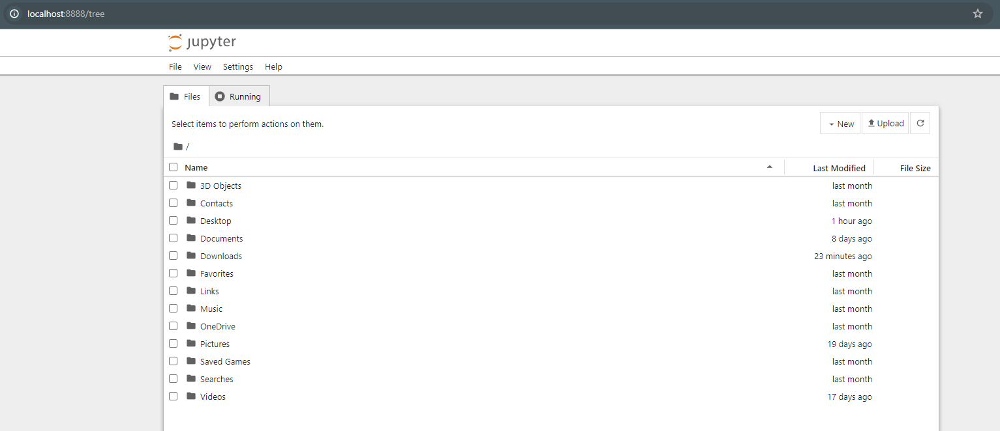 localhost:8888/tree
jupyter
File View Settings Help
Files Running
Select items to perform actions on them. New Upload
/
Name Last Modified File Size
3D Objects last month
Contacts last month
Desktop 1 hour ago
Documents 8 days ago
Downloads 23 minutes ago
Favorites last month
Links last month
Music last month
OneDrive last month
Pictures 19 days ago
Saved Games last month
Searches last month
Videos 17 days ago